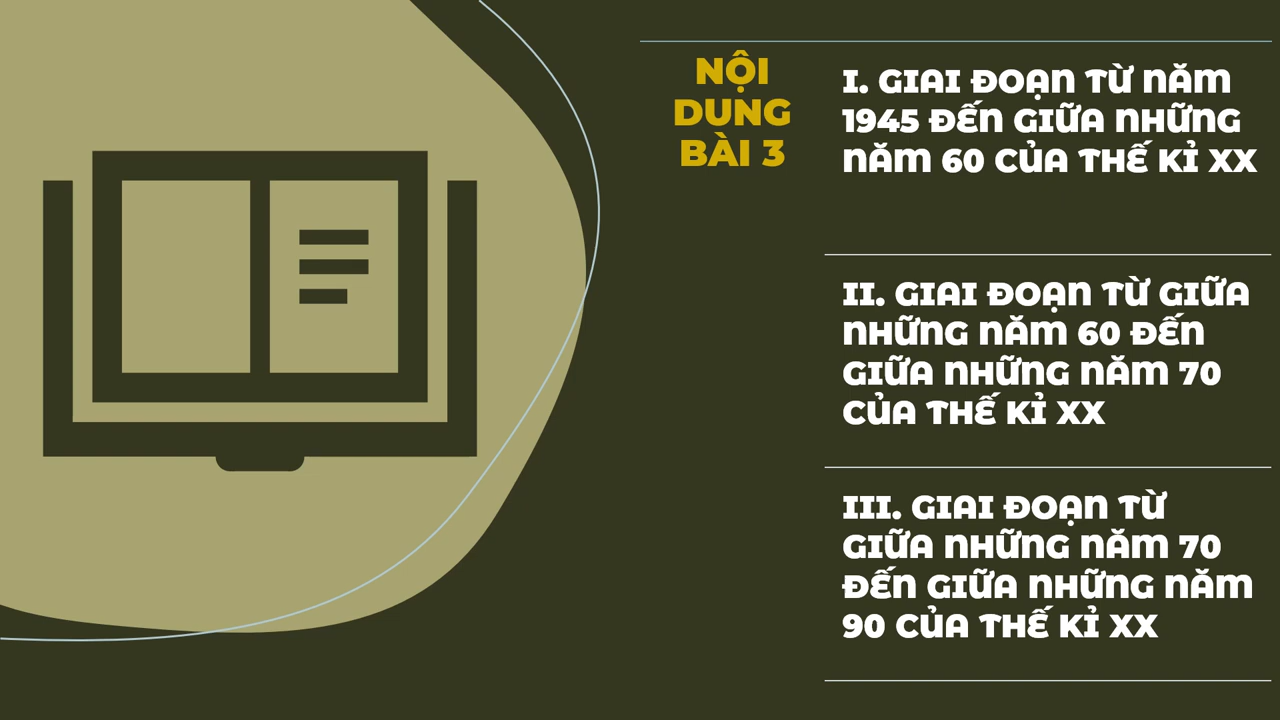 NỘI
DUNG
BÀI 3
I. GIAI ĐOẠN TỪ NĂM
1945 ĐẾN GIỮA NHỮNG
NĂM 60 CỦA THẾ KỈ XX
II. GIAI ĐOẠN TỪ GIỮA
NHỮNG NĂM 60 ĐẾN
GIỮA NHỮNG NĂM 70
CỦA THẾ KỈ XX
III. GIAI ĐOẠN TỪ
GIỮA NHỮNG NĂM 70
ĐẾN GIỮA NHỮNG NĂM
90 CỦA THẾ KỈ XX